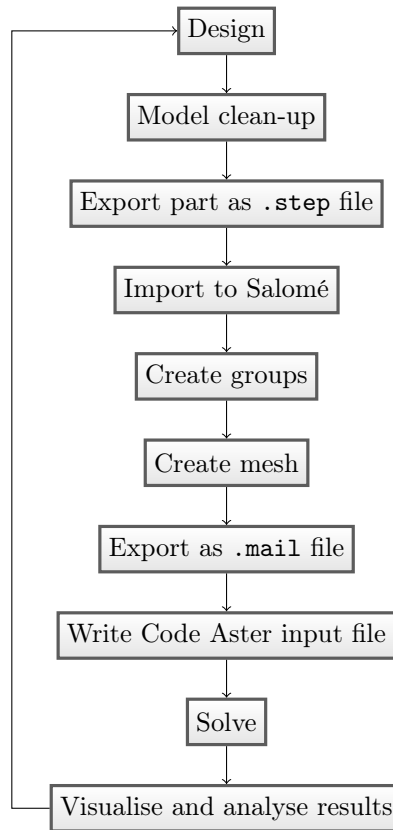 Design
Model clean-up
Export part as .step file
Import to Salomé
Create groups
Create mesh
Export as .mail file
Write Code Aster input file
Solve
Visualise and analyse results